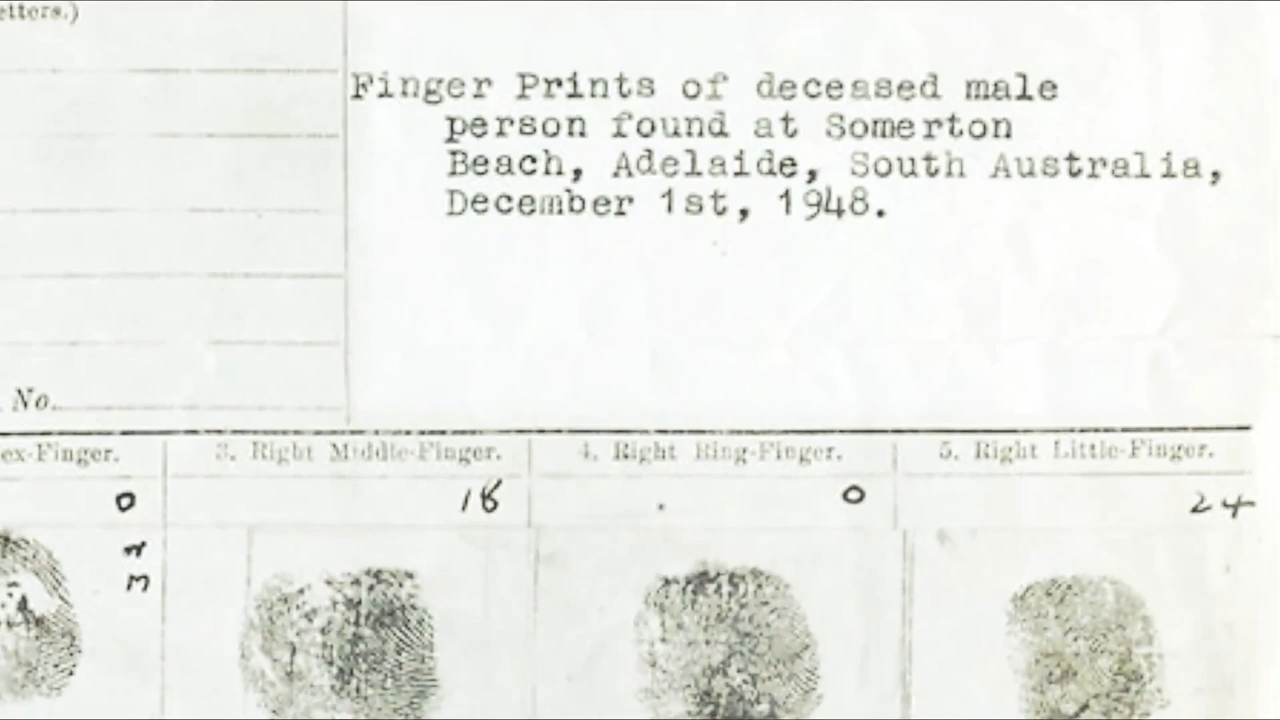 etters.)
Finger Prints of deceased male
person found at Somerton
Beach, Adelaide, South Australia,
December 1st, 1948.
No.
ex-Finger.
3. Right Middle-Finger.
4. Right Ring-Finger.
5. Right Little-Finger.
0
18
0
24
m